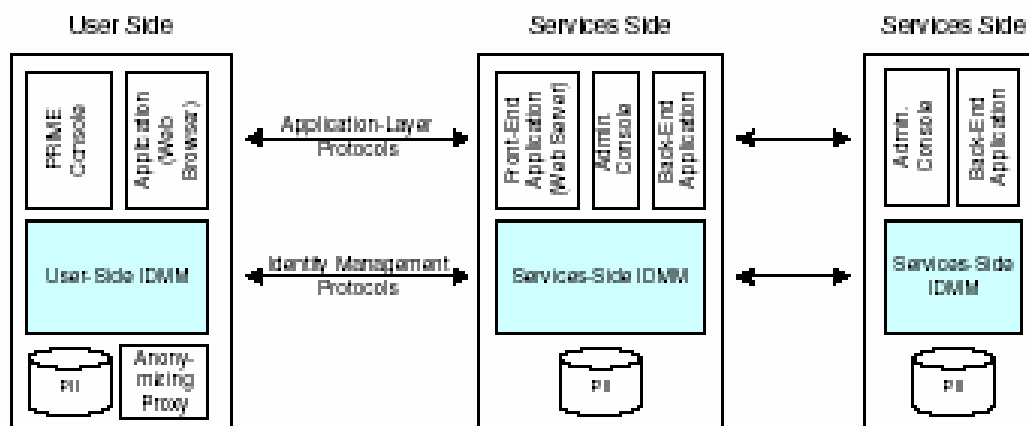 User Side
Services Side
Services Side
PRIME
Console
Application
(Web
Browser)
Application-Layer
Protocols
Front-End
Application
(Web Server)
Admin.
Console
Back-End
Application
Admin.
Console
Back-End
Application
User-Side IDMM
Identity Management
Protocols
Services-Side IDMM
Services-Side
IDMM
PII
Anony-
mizing
Proxy
PII
PII